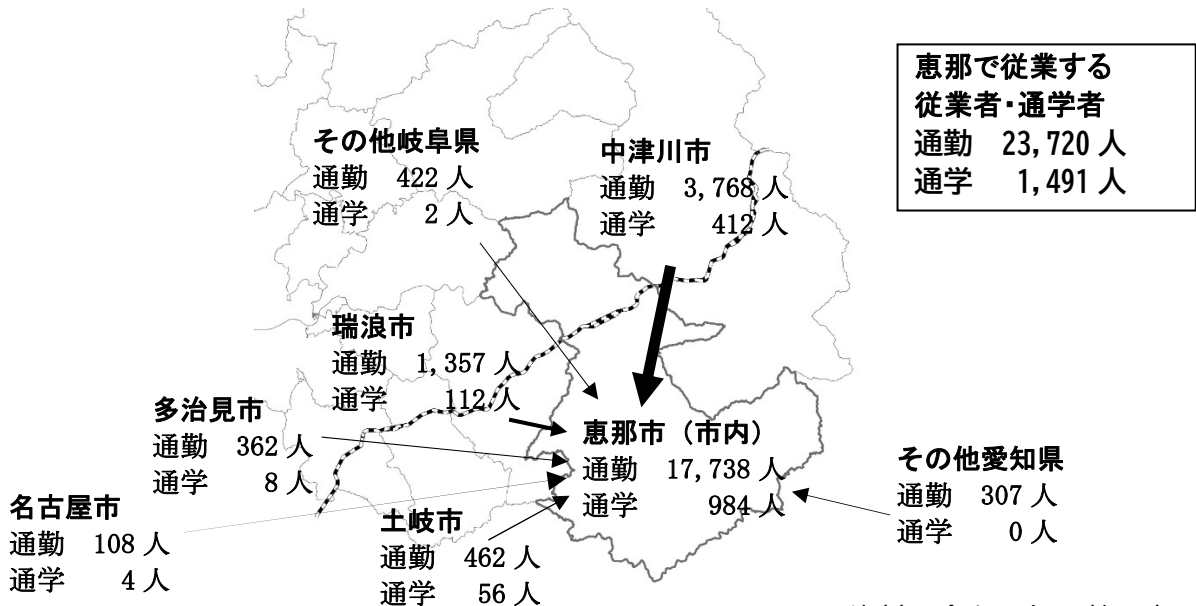 恵那で従業する
従業者・通学者
通勤 23,720 人
通学 1,491 人
その他岐阜県
通勤 422 人
通学 2 人
中津川市
通勤 3,768 人
通学 412 人
瑞浪市
通勤 1,357 人
通学 112 人
多治見市
通勤 362 人
通学 8 人
恵那市（市内）
通勤 17,738 人
通学 984 人
その他愛知県
通勤 307 人
通学 0 人
名古屋市
通勤 108 人
通学 4 人
土岐市
通勤 462 人
通学 56 人